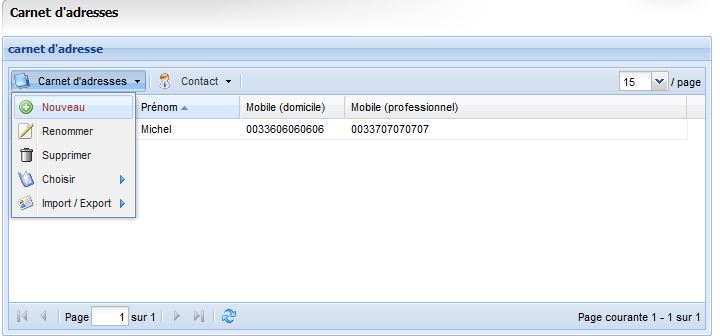 Carnet d'adresses
carnet d'adresse
Carnet d'adresses Contact 15 / page
Nouveau Prénom Mobile (domicile) Mobile (professionnel)
Renommer Michel 0033606060606 0033707070707
Supprimer
Choisir
Import / Export
Page 1 sur 1 Page courante 1 - 1 sur 1